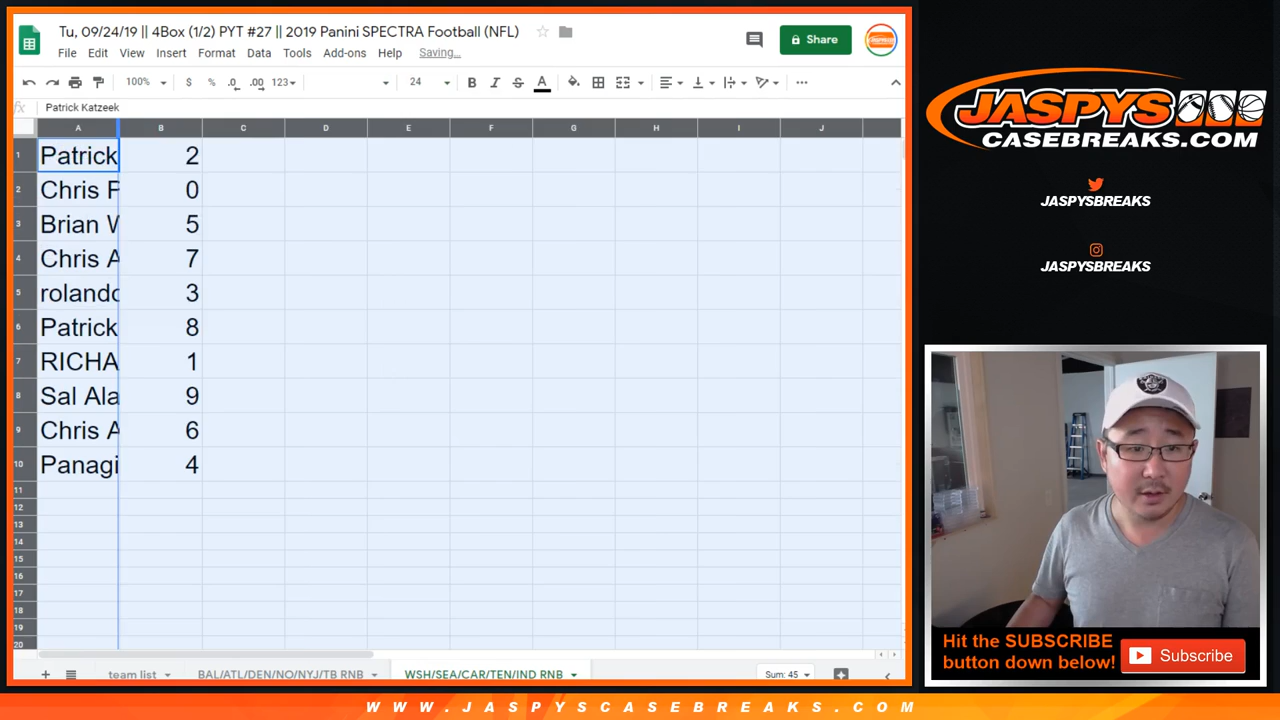 Tu, 09/24/19 || 4Box (1/2) PYT #27 || 2019 Panini SPECTRA Football (NFL)
File Edit View Insert Format Data Tools Add-ons Help Saving...
Share
100% $ % .0 .00 123 24 B I S A
fx Patrick Katzeek
A B C D E F G H I J
1 Patrick 2
2 Chris P 0
3 Brian W 5
4 Chris A 7
5 rolando 3
6 Patrick 8
7 RICHA 1
8 Sal Ala 9
9 Chris A 6
10 Panagi 4
11
12
13
14
15
16
17
18
19
20
team list BAL/ATL/DEN/NO/NYJ/TB RNB WSH/SEA/CAR/TEN/IND RNB Sum: 45
JASPYS
CASEBREAKS.COM
JASPYSBREAKS
JASPYSBREAKS
Hit the SUBSCRIBE
button down below!
Subscribe
WWW.JASPYSCASEBREAKS.COM